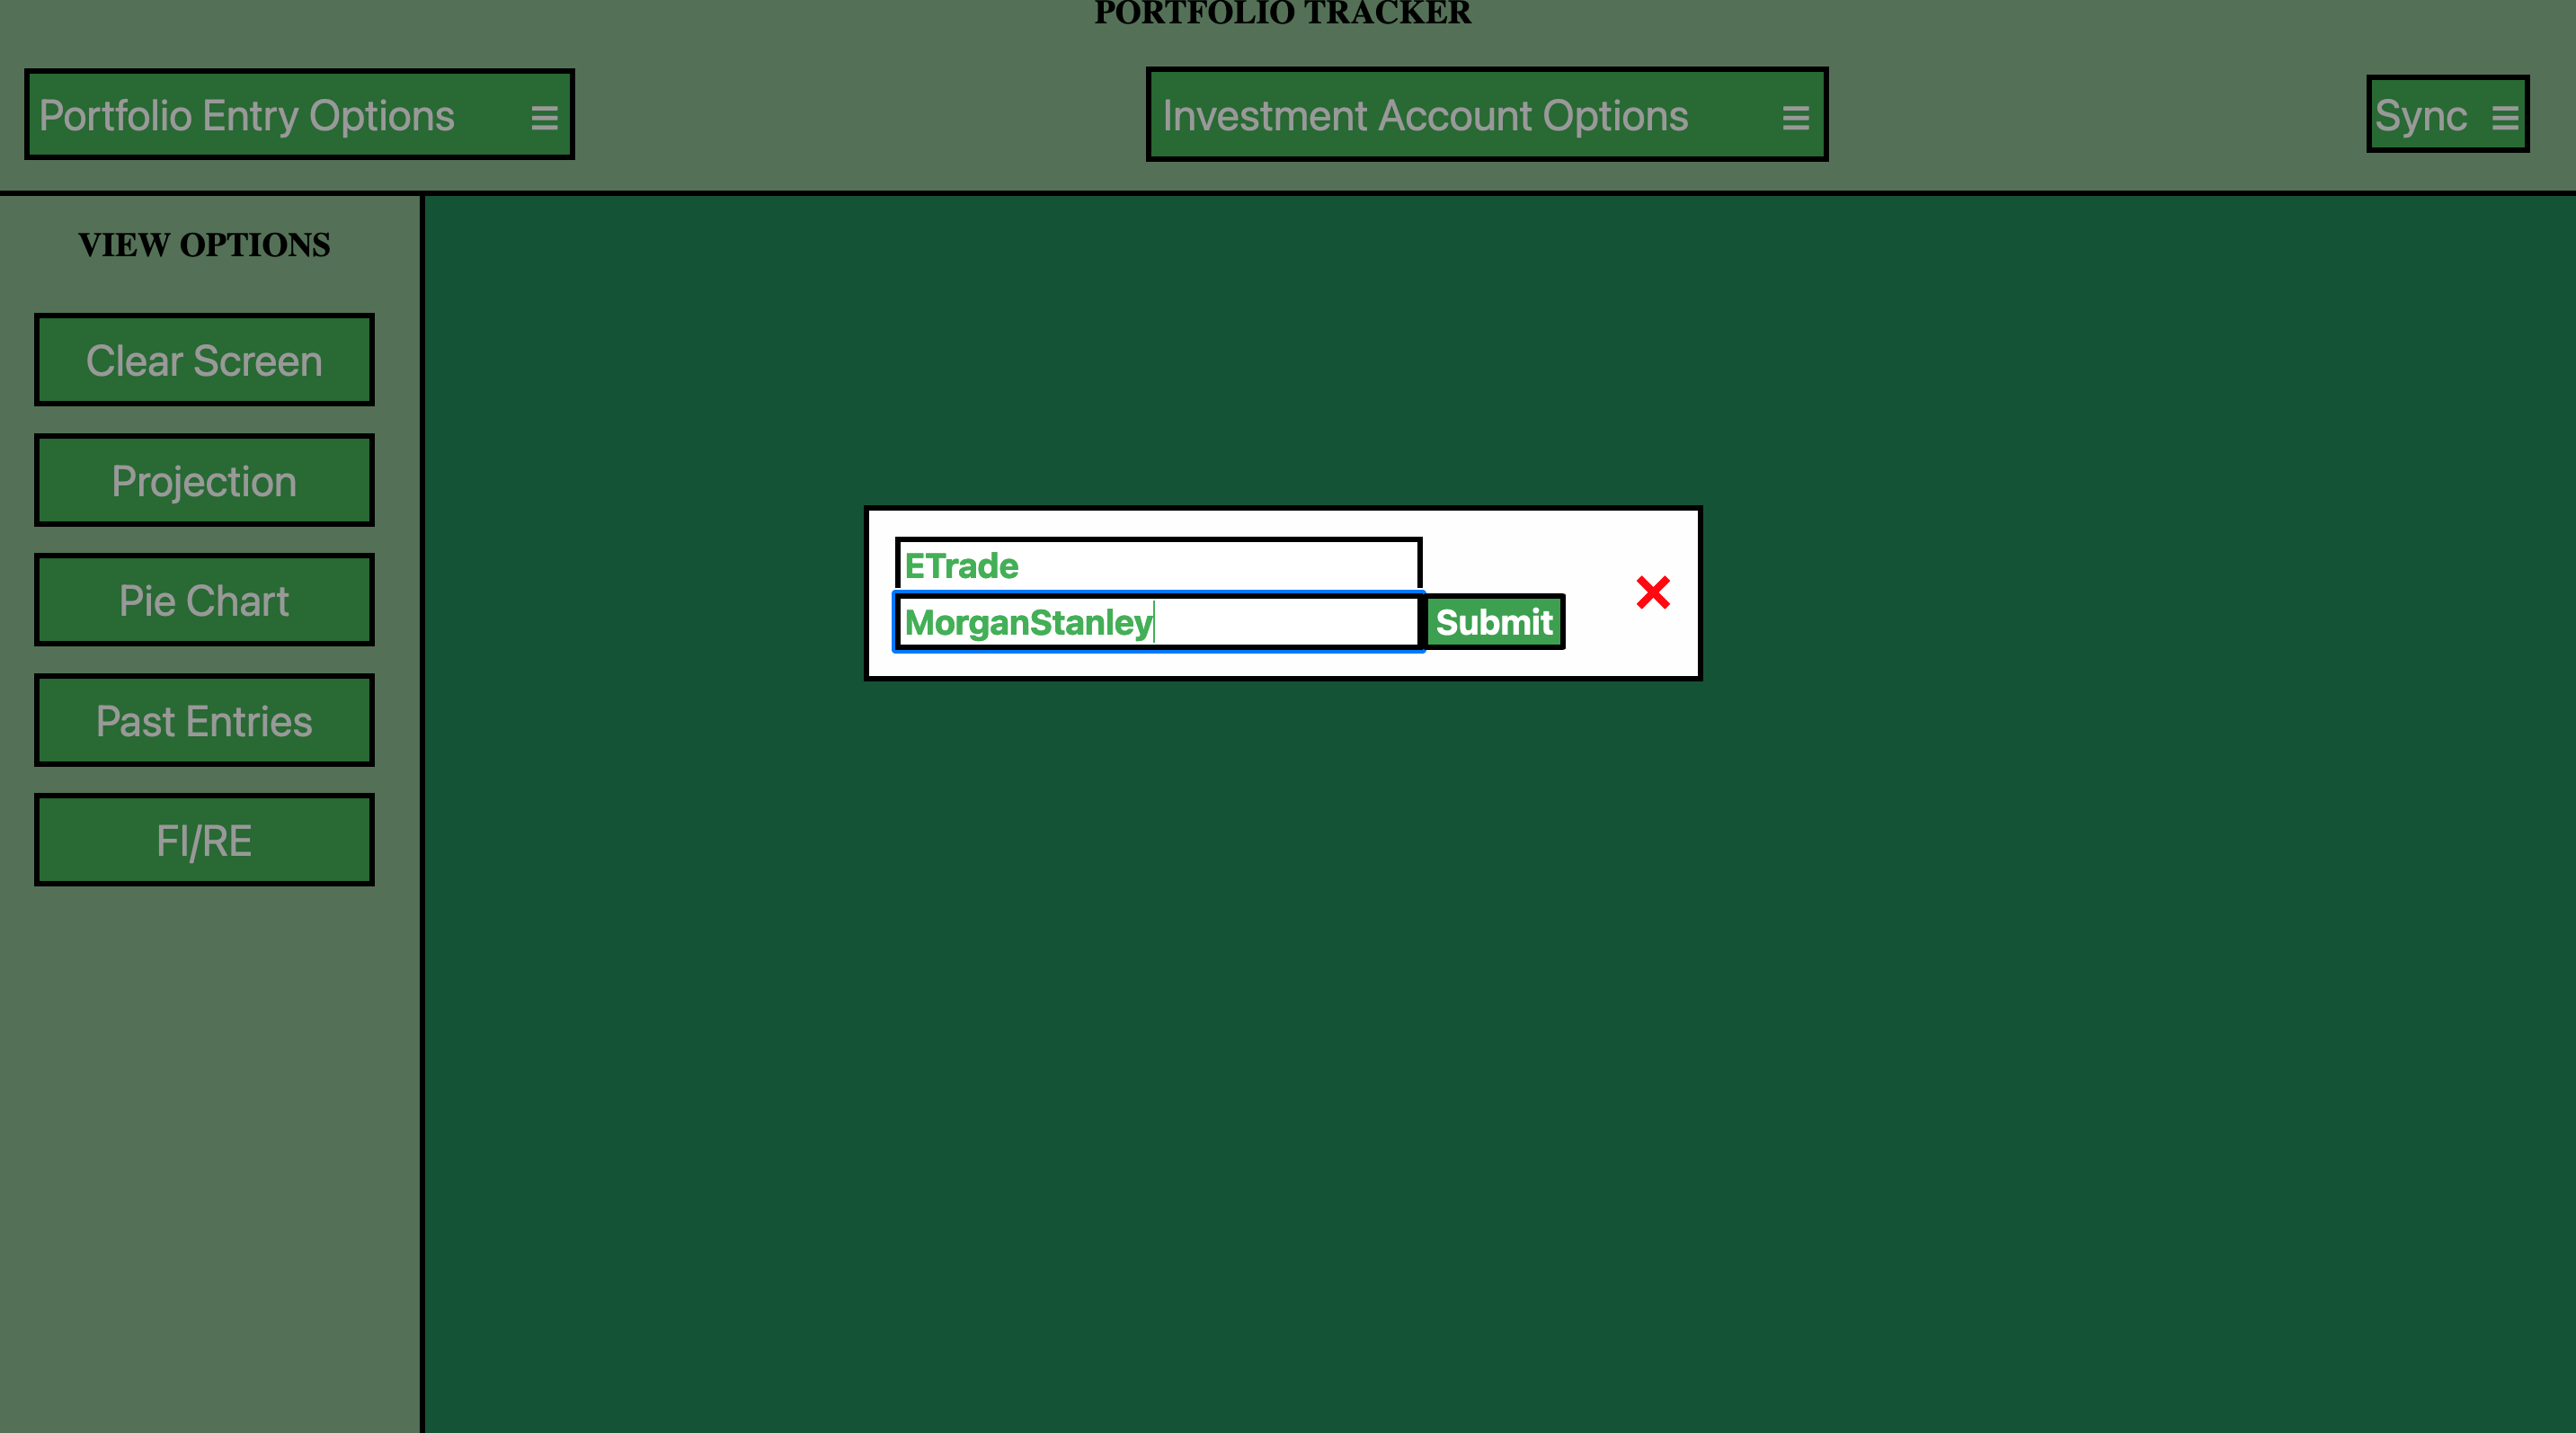 PORTFOLIO TRACKER
Portfolio Entry Options
Investment Account Options
Sync
VIEW OPTIONS
Clear Screen
Projection
Pie Chart
Past Entries
FI/RE
ETrade
MorganStanley
Submit